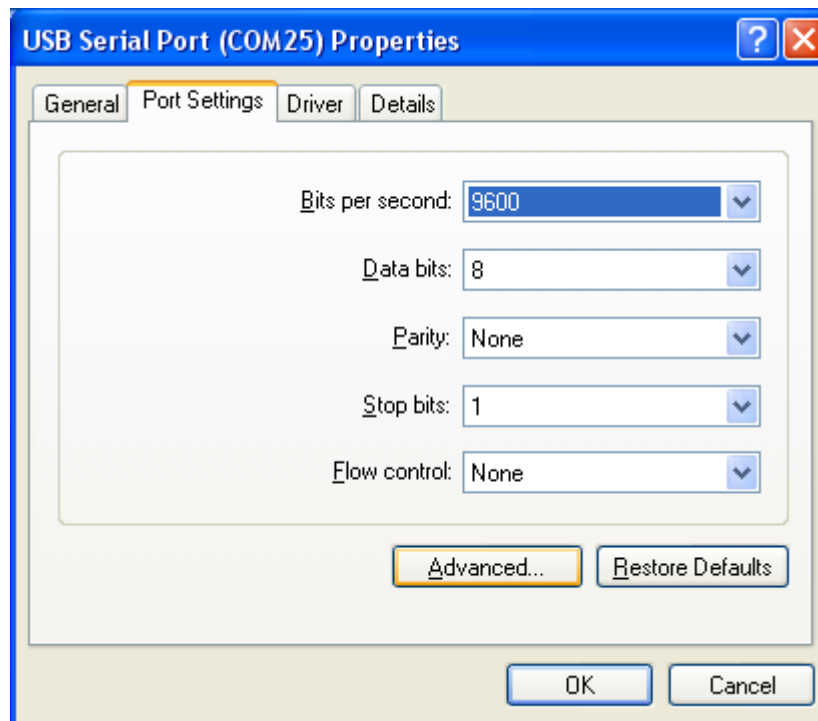 USB Serial Port (COM25) Properties
?
General Port Settings Driver Details
Bits per second: 9600
Data bits: 8
Parity: None
Stop bits: 1
Flow control: None
Advanced... Restore Defaults
OK Cancel